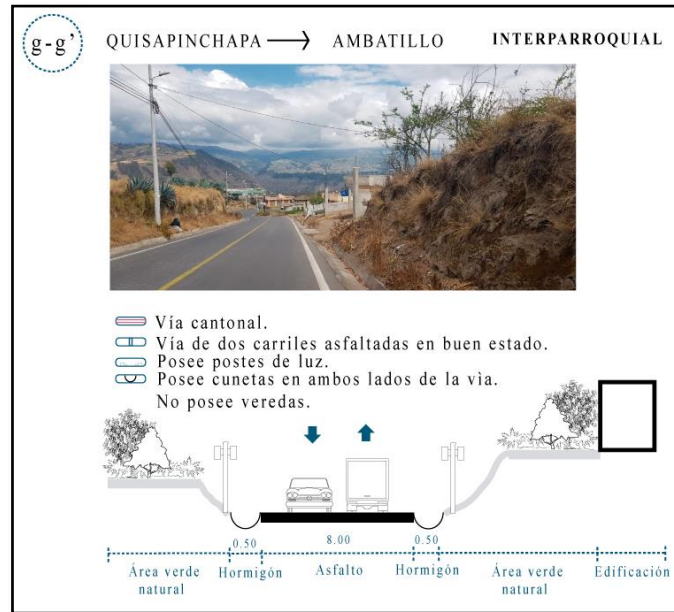 g-g’ QUISAPINCHAPA AMBATILLO INTERPARROQUIAL
Vía cantonal.
Vía de dos carriles asfaltadas en buen estado.
Posee postes de luz.
Posee cunetas en ambos lados de la vìa.
No posee veredas.
0.50 8.00 0.50
Área verde natural
Hormigón
Asfalto
Hormigón
Área verde natural
Edificación